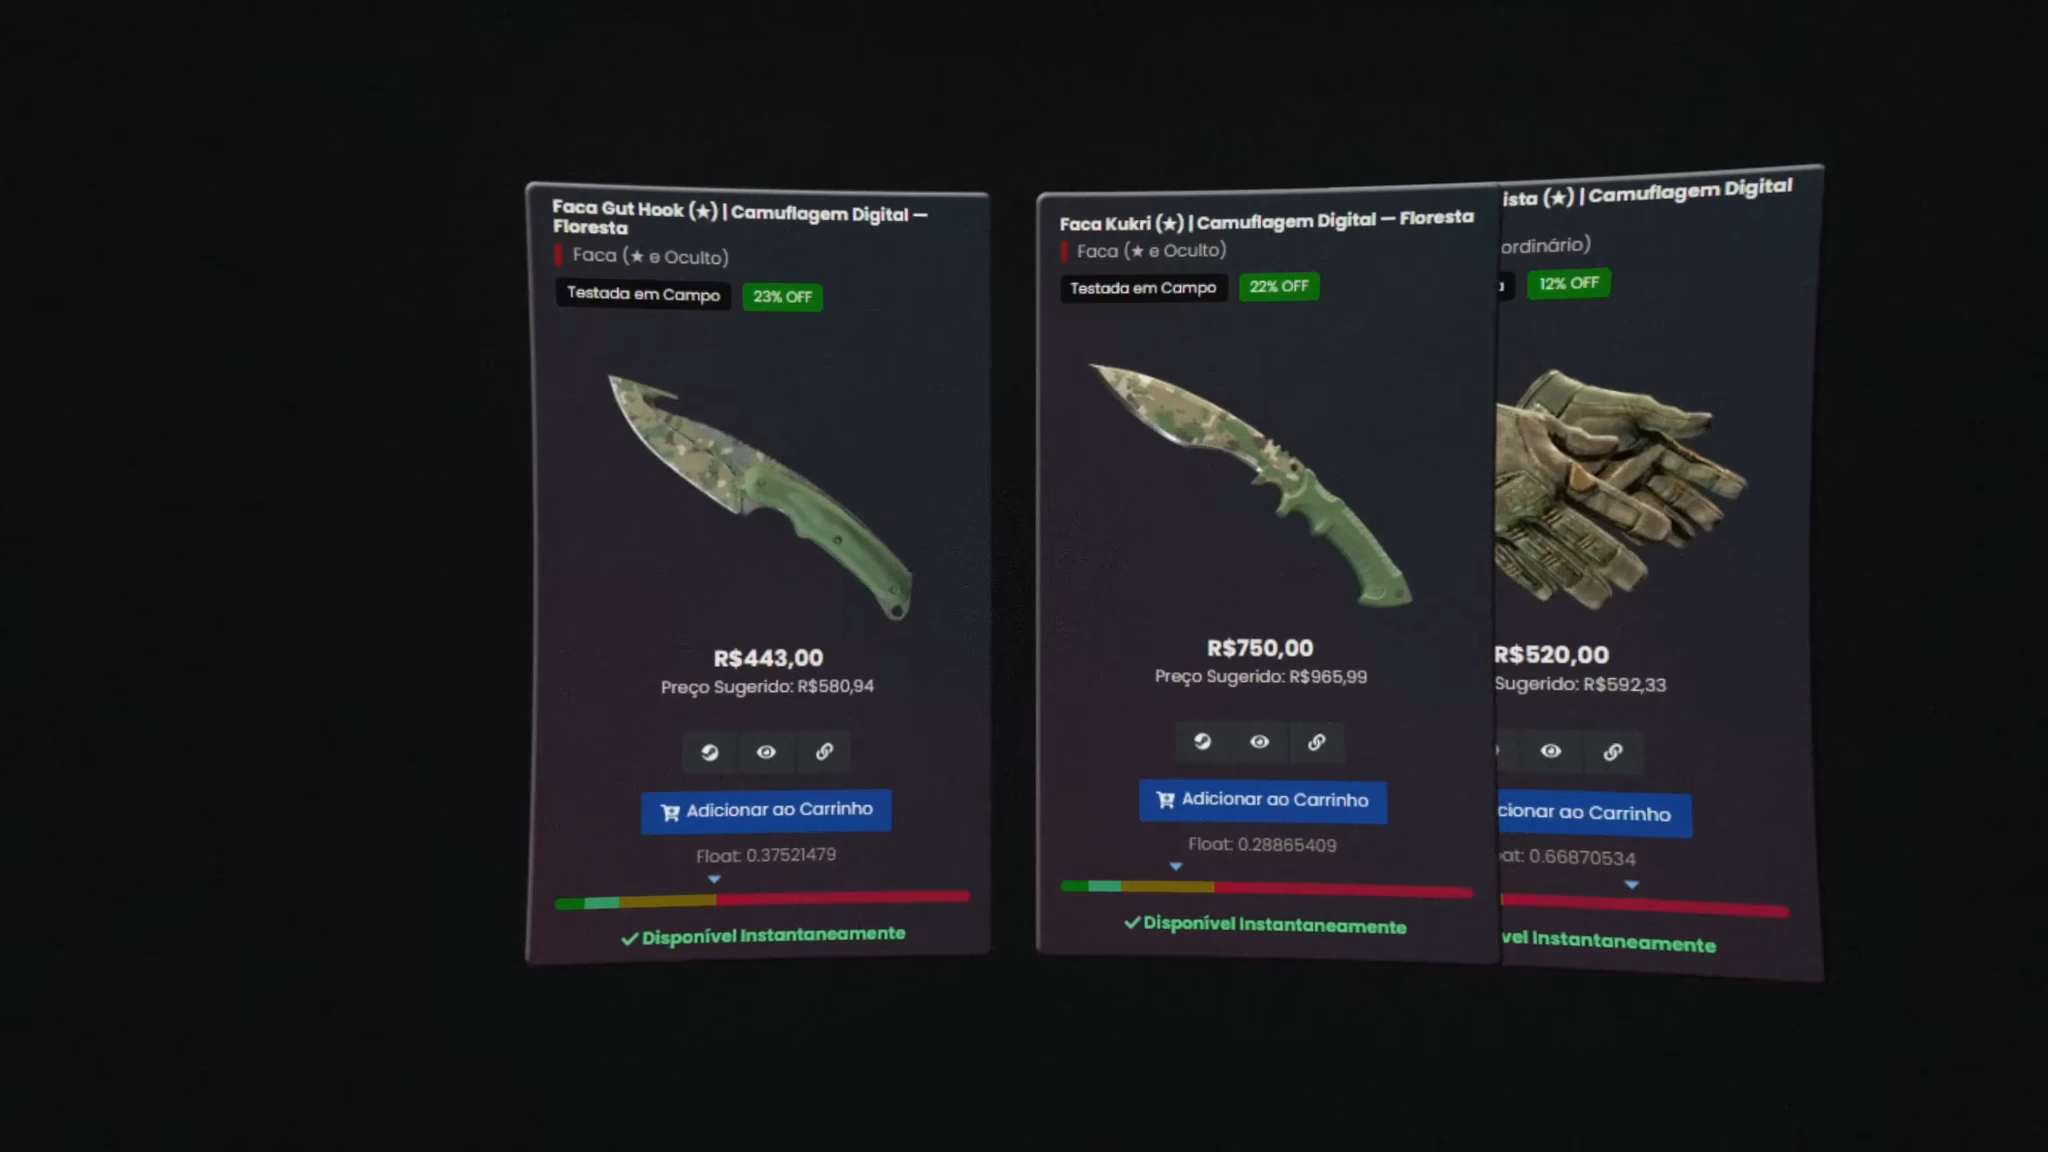 Faca Gut Hook (★) | Camuflagem Digital —
Floresta
Faca (★ e Oculto)
Testada em Campo
23% OFF
R$443,00
Preço Sugerido: R$580,94
Adicionar ao Carrinho
Float: 0.37521479
Disponível Instantaneamente
Faca Kukri (★) | Camuflagem Digital — Floresta
Faca (★ e Oculto)
Testada em Campo
22% OFF
R$750,00
Preço Sugerido: R$965,99
Adicionar ao Carrinho
Float: 0.28865409
Disponível Instantaneamente
ista (★) | Camuflagem Digital
ordinário)
12% OFF
R$520,00
Sugerido: R$592,33
cionar ao Carrinho
at: 0.66870534
vel Instantaneamente